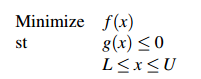 Minimize f(x)
st g(x) ≤ 0
L ≤ x ≤ U